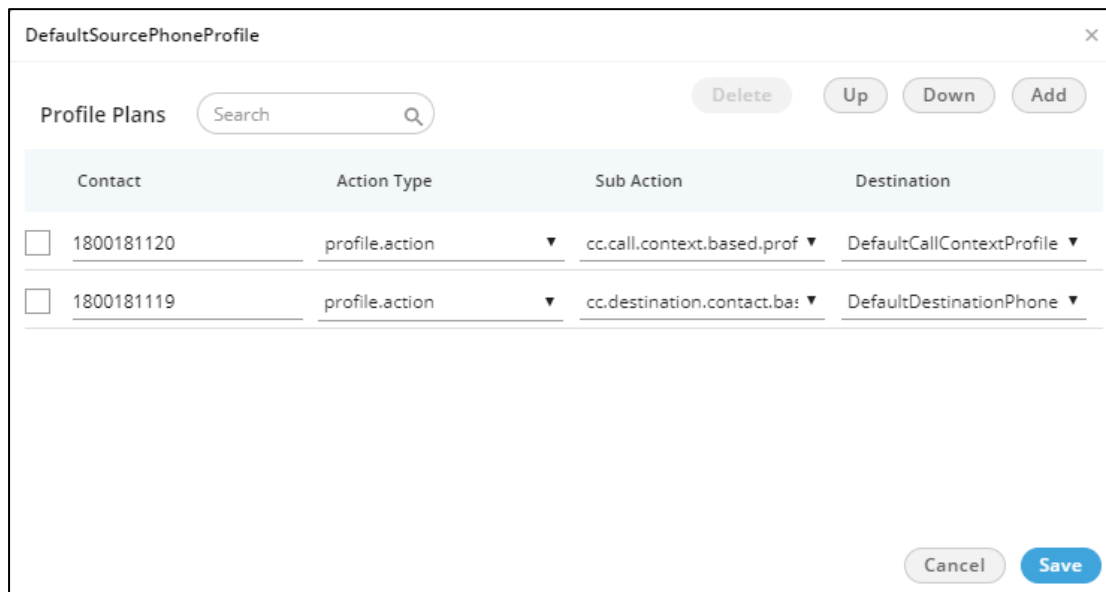 DefaultSourcePhoneProfile ×
Delete Up Down Add
Profile Plans Search
Contact Action Type Sub Action Destination
1800181120 profile.action cc.call.context.based.prof DefaultCallContextProfile
1800181119 profile.action cc.destination.contact.bas DefaultDestinationPhone
Cancel Save